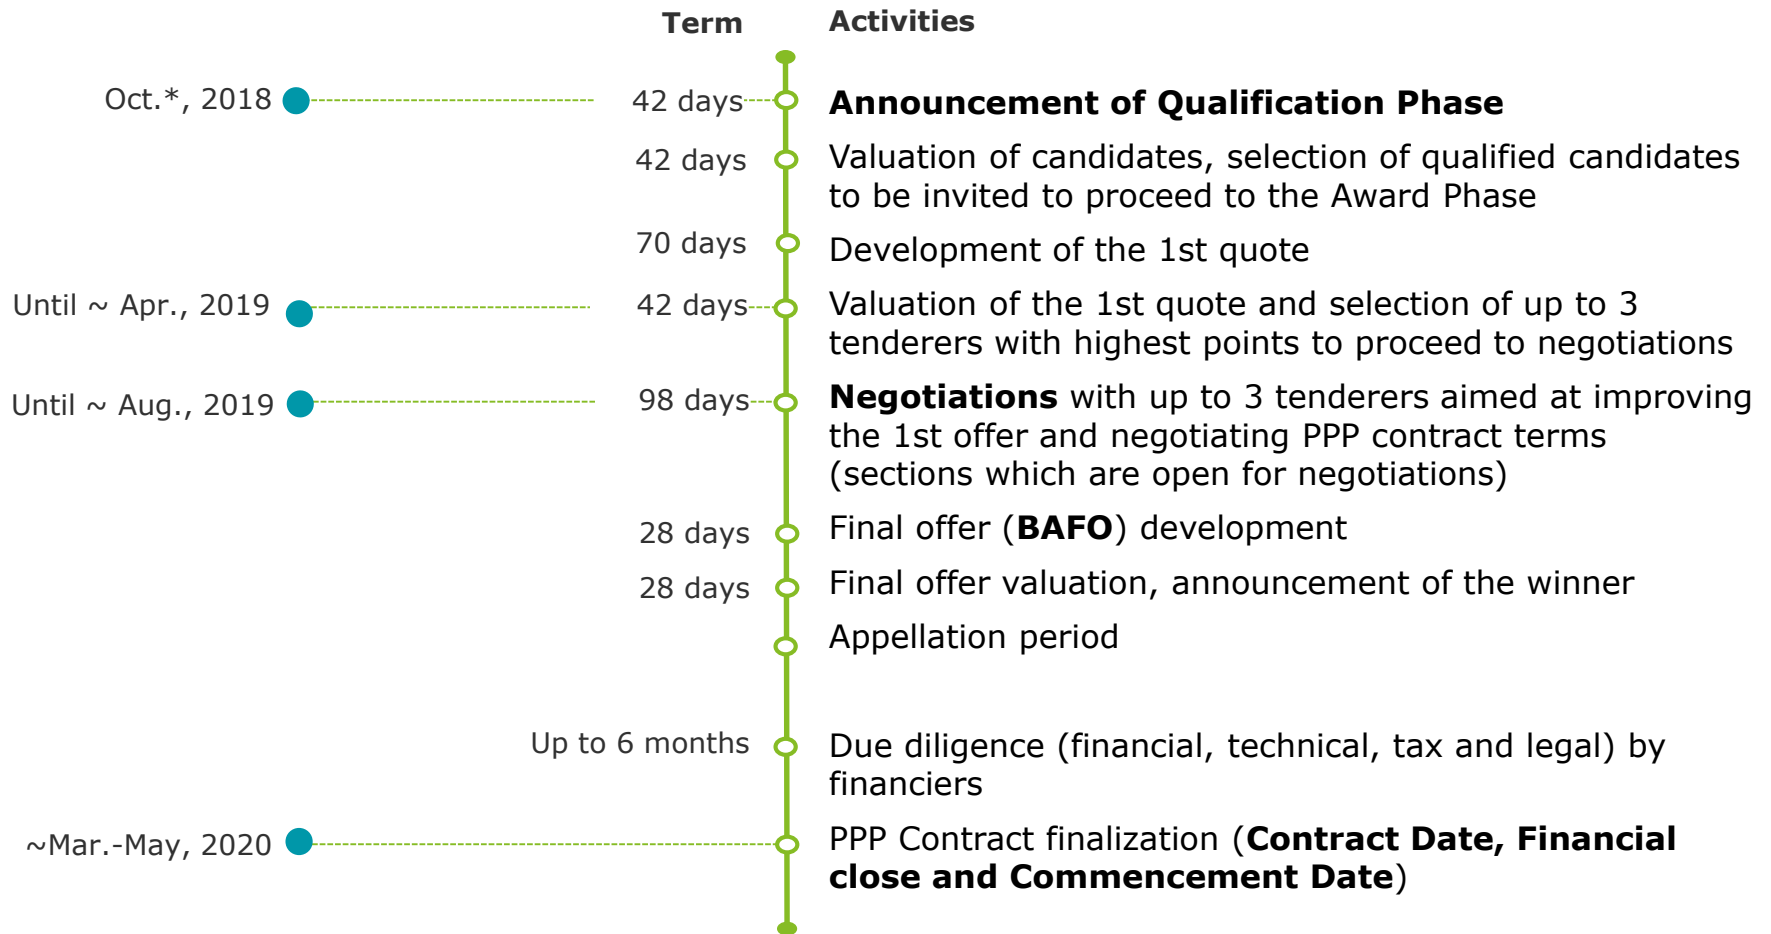 Term Activities
Oct.*, 2018 42 days Announcement of Qualification Phase
42 days Valuation of candidates, selection of qualified candidates
to be invited to proceed to the Award Phase
70 days Development of the 1st quote
Until ~ Apr., 2019 42 days Valuation of the 1st quote and selection of up to 3
tenderers with highest points to proceed to negotiations
Until ~ Aug., 2019 98 days Negotiations with up to 3 tenderers aimed at improving
the 1st offer and negotiating PPP contract terms
(sections which are open for negotiations)
28 days Final offer (BAFO) development
28 days Final offer valuation, announcement of the winner
Appellation period
Up to 6 months Due diligence (financial, technical, tax and legal) by
financiers
~Mar.-May, 2020 PPP Contract finalization (Contract Date, Financial
close and Commencement Date)